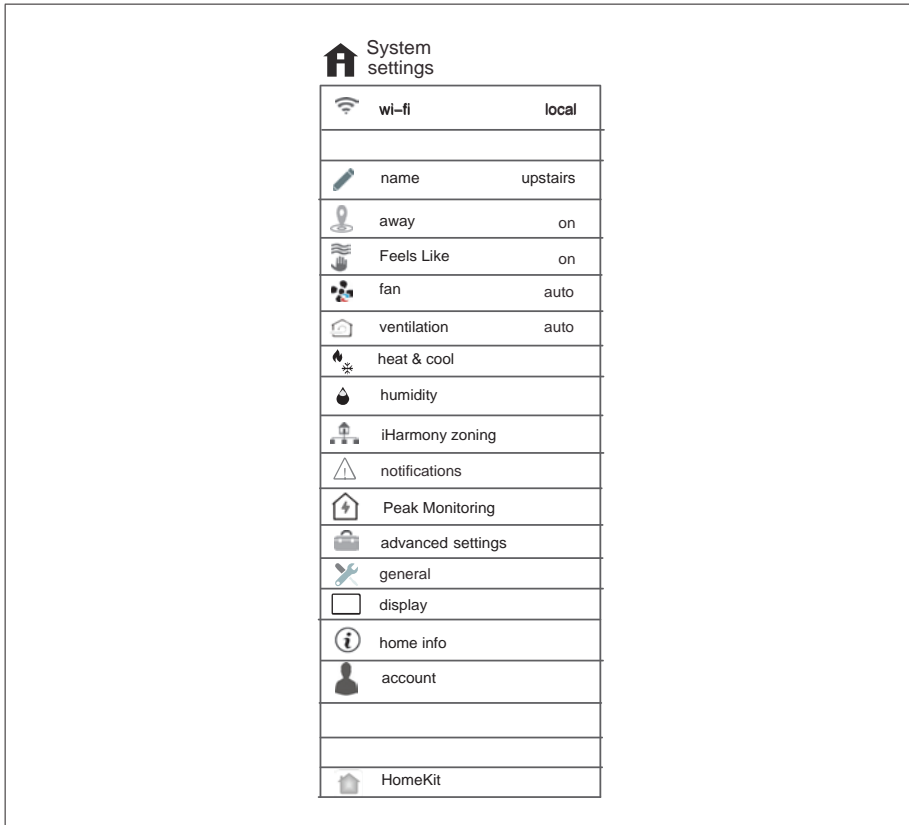 System
settings
wi–fi local
name upstairs
away on
Feels Like on
fan auto
ventilation auto
heat & cool
humidity
iHarmony zoning
notifications
Peak Monitoring
advanced settings
general
display
home info
account
HomeKit